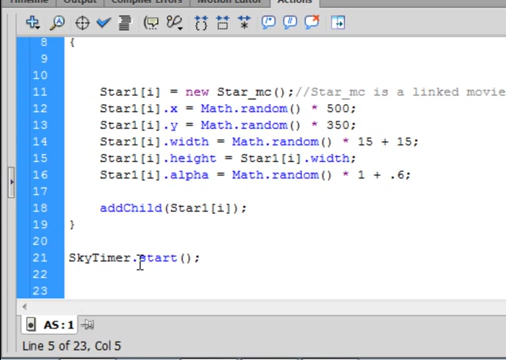 Timeline Output Compiler Errors Motion Editor Actions
8 {
9
10
11 Star1[i] = new Star_mc();//Star_mc is a linked movie
12 Star1[i].x = Math.random() * 500;
13 Star1[i].y = Math.random() * 350;
14 Star1[i].width = Math.random() * 15 + 15;
15 Star1[i].height = Star1[i].width;
16 Star1[i].alpha = Math.random() * 1 + .6;
17
18 addChild(Star1[i]);
19 }
20
21 SkyTimer.start();
22
23
AS:1
Line 5 of 23, Col 5